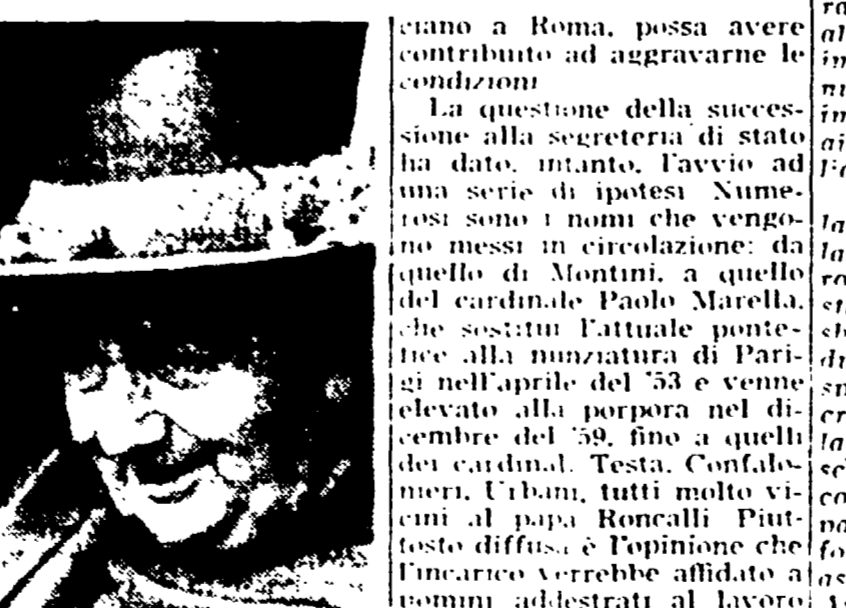 ciano a Roma, possa avere
contribuito ad aggravarne le
condizioni
La questione della succes-
sione alla segreteria di stato
ha dato, intanto, l'avvio ad
una serie di ipotesi Nume-
rosi sono i nomi che vengo-
no messi in circolazione: da
quello di Montini, a quello
del cardinale Paolo Marella,
che sostitui l'attuale ponte-
fice alla nunziatura di Pari-
gi nell'aprile del '53 e venne
elevato alla porpora nel di-
cembre del '59, fino a quelli
dei cardinal. Testa, Confalo-
nieri, Urbani, tutti molto vi-
cini al papa Roncalli Piut-
tosto diffusa è l'opinione che
l'incarico verrebbe affidato a
uomini addestrati al lavoro